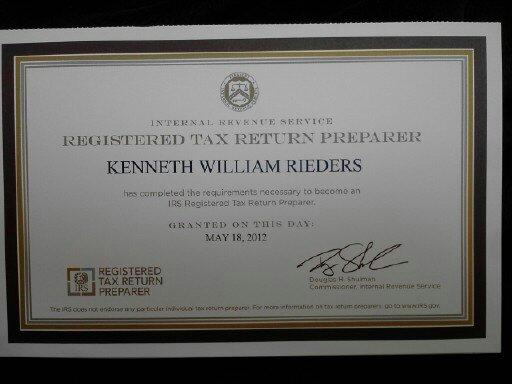 INTERNAL REVENUE SERVICE
REGISTERED TAX RETURN PREPARER
KENNETH WILLIAM RIEDERS
has completed the requirements necessary to become an
IRS Registered Tax Return Preparer.
GRANTED ON THIS DAY:
MAY 18, 2012
Douglas H. Shulman
Commissioner, Internal Revenue Service
IRS
REGISTERED
TAX RETURN
PREPARER
The IRS does not endorse any particular individual tax return preparer. For more information on tax return preparers, go to www.IRS.gov.